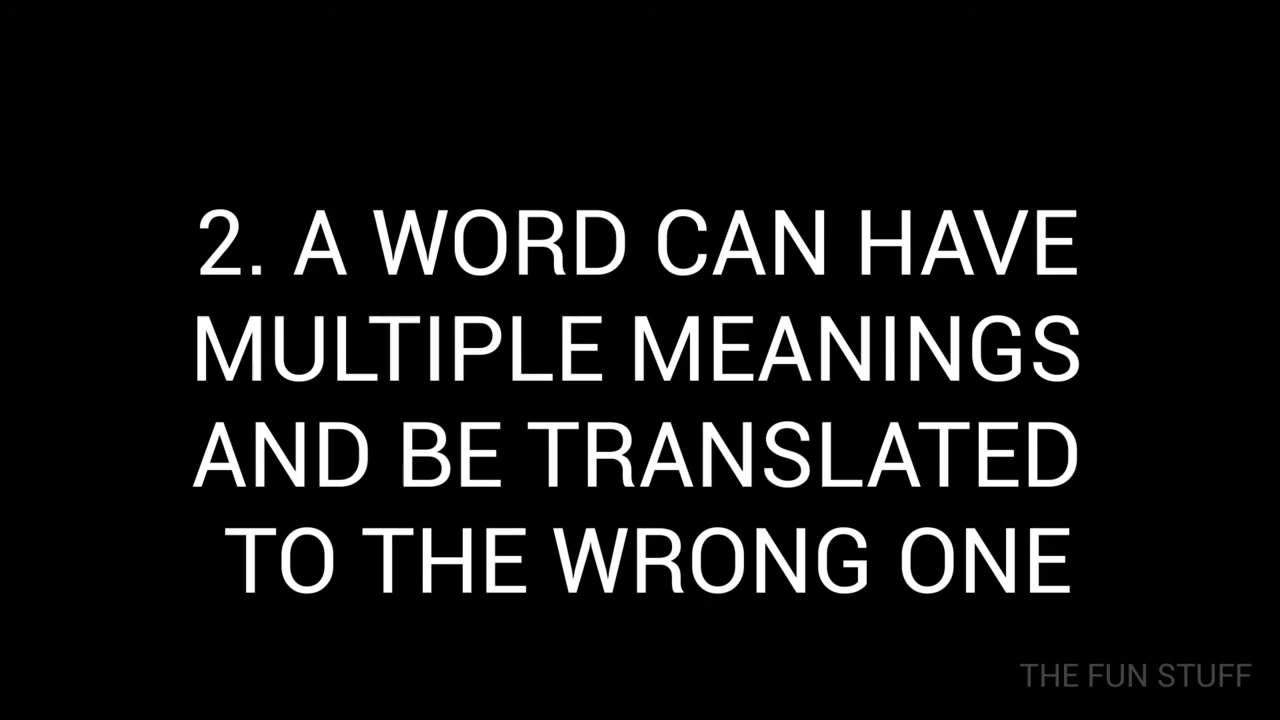 2. A WORD CAN HAVE
MULTIPLE MEANINGS
AND BE TRANSLATED
TO THE WRONG ONE
THE FUN STUFF